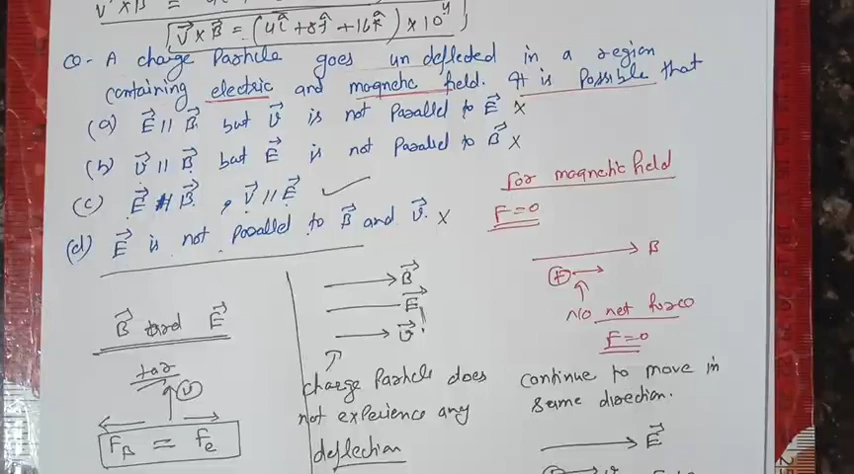 V⃗ × B⃗ = (4î + 8ĵ + 16k̂) × 10⁴
Q- A charge Particle goes un deflected in a region
containing electric and magnetic field. It is Possible that
(a) E⃗ // B⃗ but v⃗ is not Parallel to E⃗ ×
(b) v⃗ // B⃗ but E⃗ is not Parallel to B⃗ ×
(c) E⃗ // B⃗ , v⃗ // E⃗ ✓
(d) E⃗ is not Parallel to B⃗ and v⃗. ×
For magnetic field
F=0
B
+
No net force
F=0
continue to move in
same direction.
E⃗
B⃗
E⃗
v⃗
charge Particle does
not experience any
deflection
B⃗ and E⃗
v
F_B = F_e